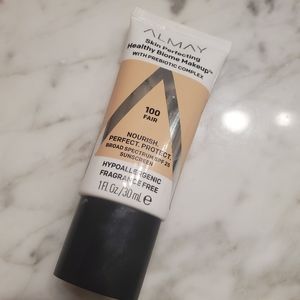 ALMAY
Skin Perfecting
Healthy Biome Makeup™
WITH PREBIOTIC COMPLEX
100
FAIR
NOURISH.
PERFECT. PROTECT.
BROAD SPECTRUM SPF 25
SUNSCREEN
HYPOALLERGENIC
FRAGRANCE FREE
1 Fl Oz/30 mL e